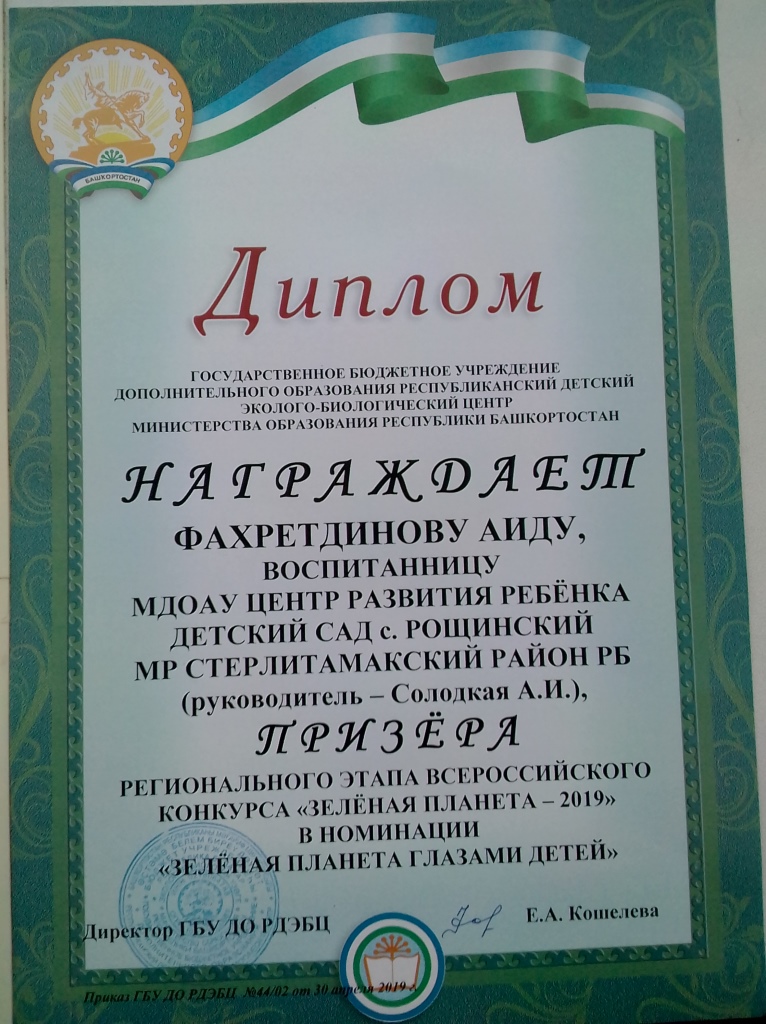 БАШКОРТОСТАН
Диплом
ГОСУДАРСТВЕННОЕ БЮДЖЕТНОЕ УЧРЕЖДЕНИЕ
ДОПОЛНИТЕЛЬНОГО ОБРАЗОВАНИЯ РЕСПУБЛИКАНСКИЙ ДЕТСКИЙ
ЭКОЛОГО-БИОЛОГИЧЕСКИЙ ЦЕНТР
МИНИСТЕРСТВА ОБРАЗОВАНИЯ РЕСПУБЛИКИ БАШКОРТОСТАН
НАГРАЖДАЕТ
ФАХРЕТДИНОВУ АИДУ,
ВОСПИТАННИЦУ
МДОАУ ЦЕНТР РАЗВИТИЯ РЕБЁНКА
ДЕТСКИЙ САД с. РОЩИНСКИЙ
МР СТЕРЛИТАМАКСКИЙ РАЙОН РБ
(руководитель – Солодкая А.И.),
ПРИЗЁРА
РЕГИОНАЛЬНОГО ЭТАПА ВСЕРОССИЙСКОГО
КОНКУРСА «ЗЕЛЁНАЯ ПЛАНЕТА – 2019»
В НОМИНАЦИИ
«ЗЕЛЁНАЯ ПЛАНЕТА ГЛАЗАМИ ДЕТЕЙ»
Директор ГБУ ДО РДЭБЦ Е.А. Кошелева
Приказ ГБУ ДО РДЭБЦ №44/02 от 30 апреля 2019 г.